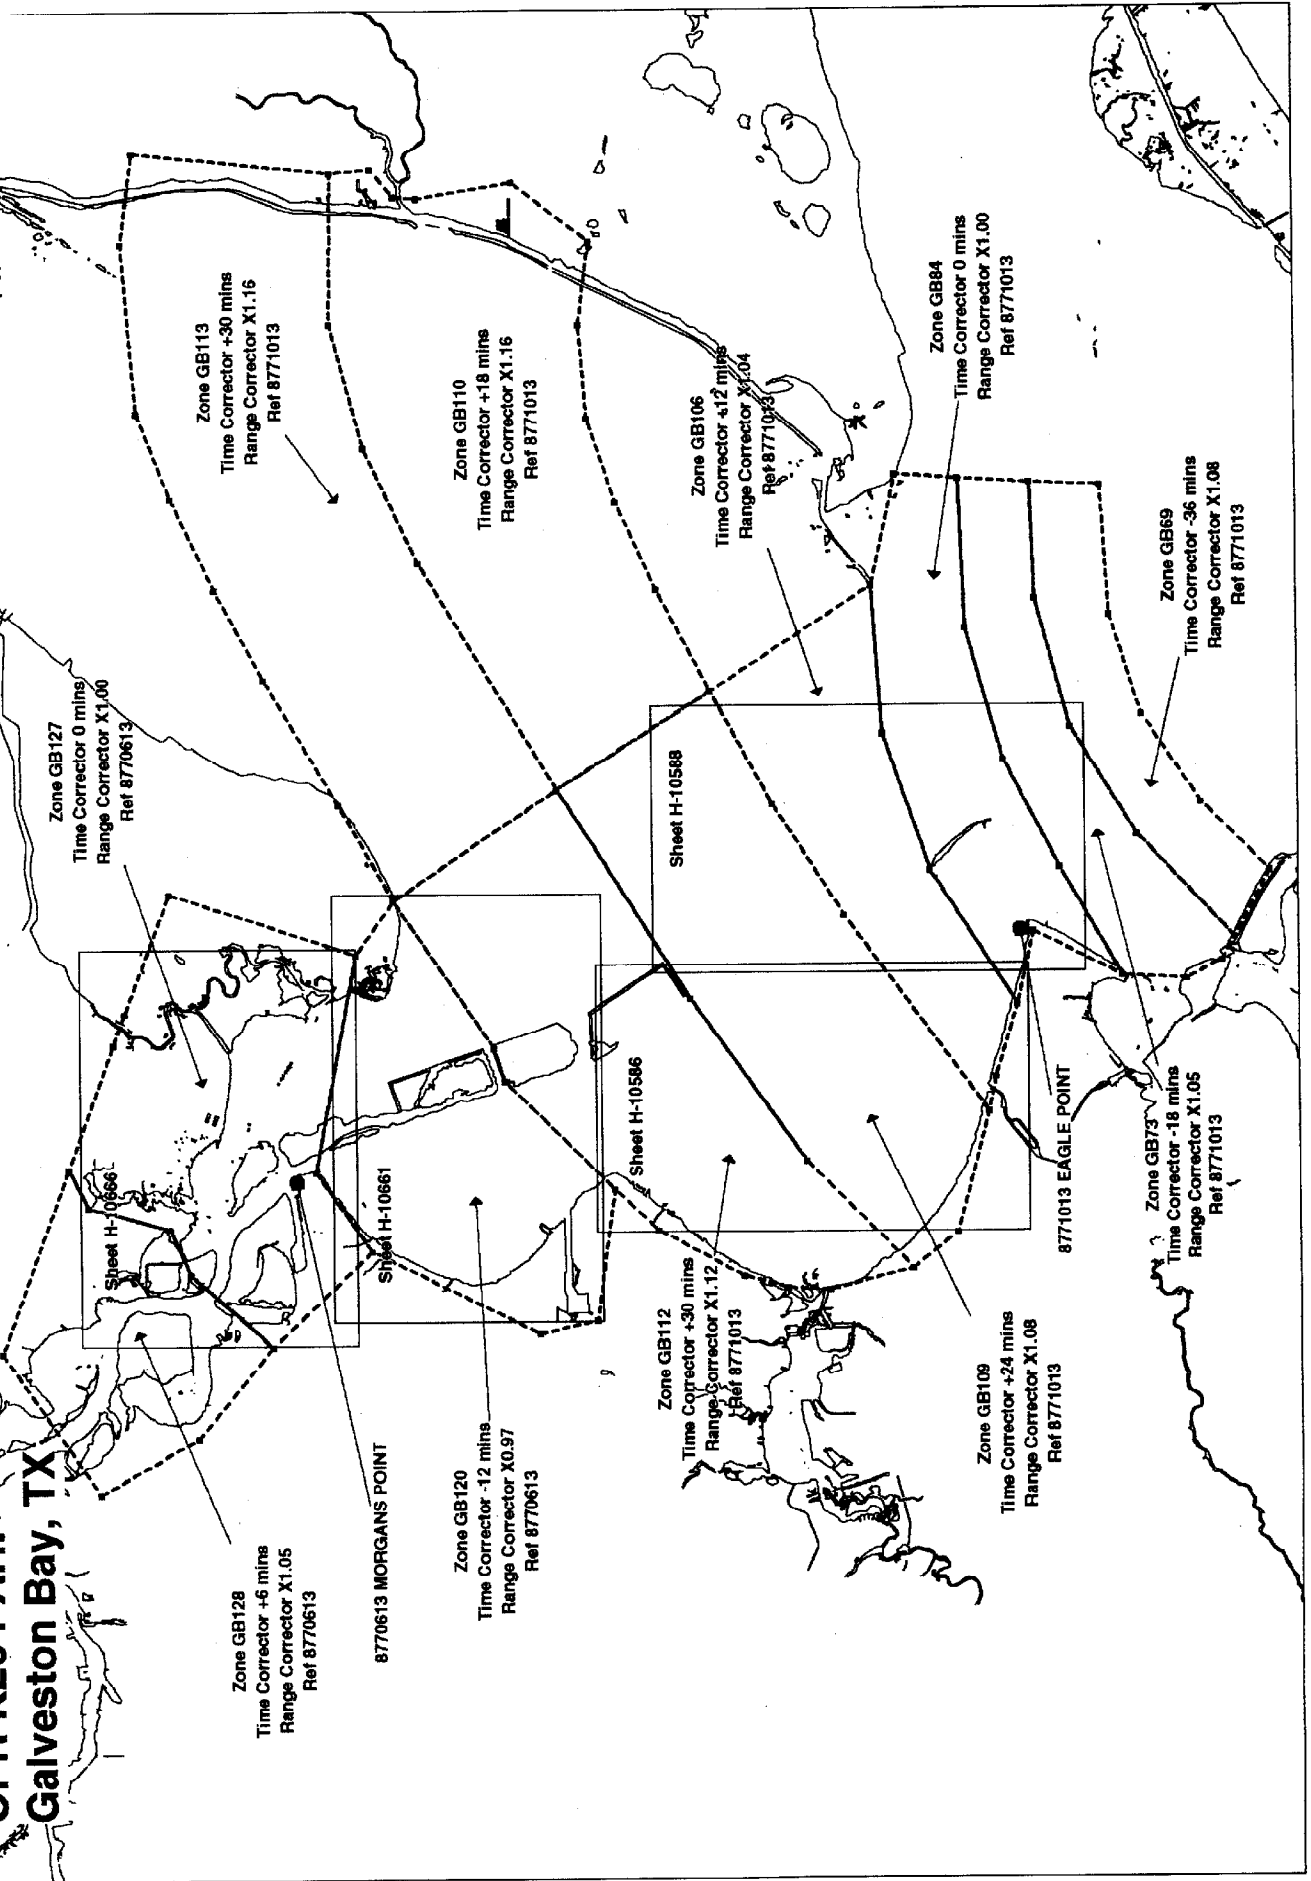 Galveston Bay, TX
Zone GB113
Time Corrector +30 mins
Range Corrector X1.16
Ref 8771013
Zone GB110
Time Corrector +18 mins
Range Corrector X1.16
Ref 8771013
Zone GB106
Time Corrector +12 mins
Range Corrector X1.04
Ref 8771013
Zone GB84
Time Corrector 0 mins
Range Corrector X1.00
Ref 8771013
Zone GB69
Time Corrector -36 mins
Range Corrector X1.08
Ref 8771013
Zone GB127
Time Corrector 0 mins
Range Corrector X1.00
Ref 8770613
Sheet H-10588
Sheet H-10666
Sheet H-10661
Sheet H-10586
8771013 EAGLE POINT
Zone GB73
Time Corrector -18 mins
Range Corrector X1.05
Ref 8771013
Zone GB112
Time Corrector +30 mins
Range Corrector X1.12
Ref 8771013
Zone GB109
Time Corrector +24 mins
Range Corrector X1.08
Ref 8771013
8770613 MORGANS POINT
Zone GB120
Time Corrector -12 mins
Range Corrector X0.97
Ref 8770613
Zone GB128
Time Corrector +6 mins
Range Corrector X1.05
Ref 8770613